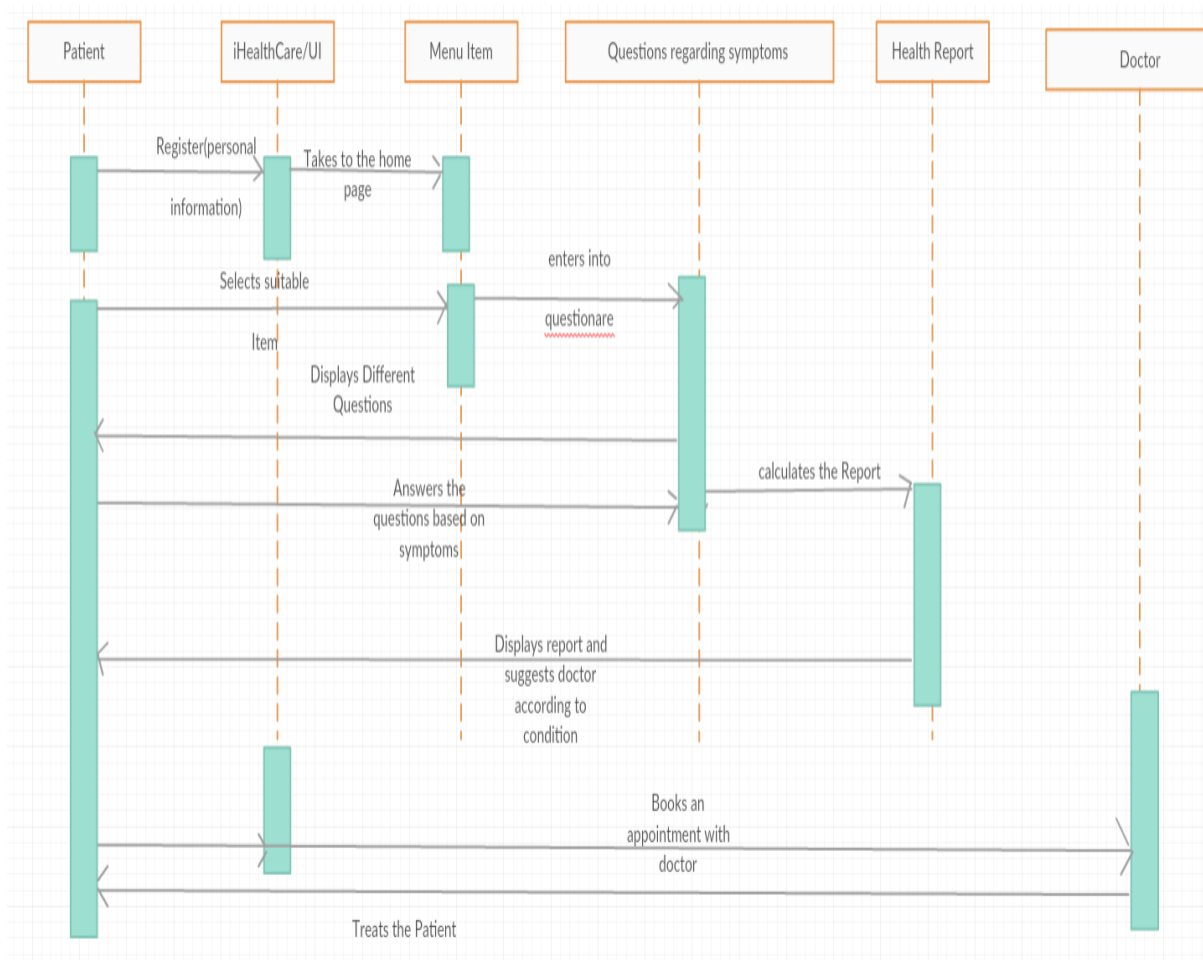 Patient
iHealthCare/UI
Menu Item
Questions regarding symptoms
Health Report
Doctor
Register(personal
information)
Takes to the home
page
Selects suitable
Item
enters into
questionare
Displays Different
Questions
Answers the
questions based on
symptoms
calculates the Report
Displays report and
suggests doctor
according to
condition
Books an
appointment with
doctor
Treats the Patient